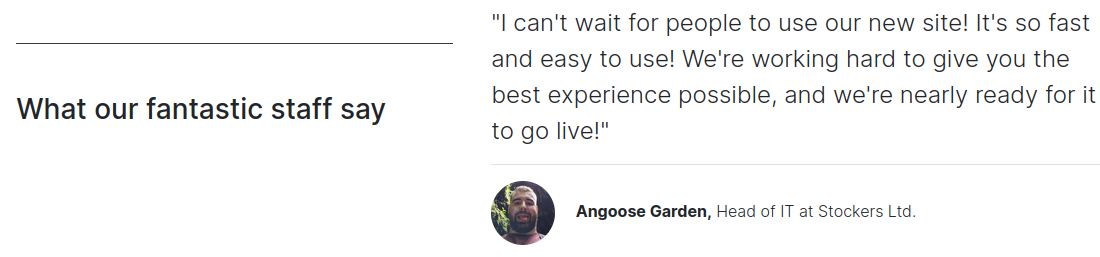 What our fantastic staff say
"I can't wait for people to use our new site! It's so fast
and easy to use! We're working hard to give you the
best experience possible, and we're nearly ready for it
to go live!"
Angoose Garden, Head of IT at Stockers Ltd.